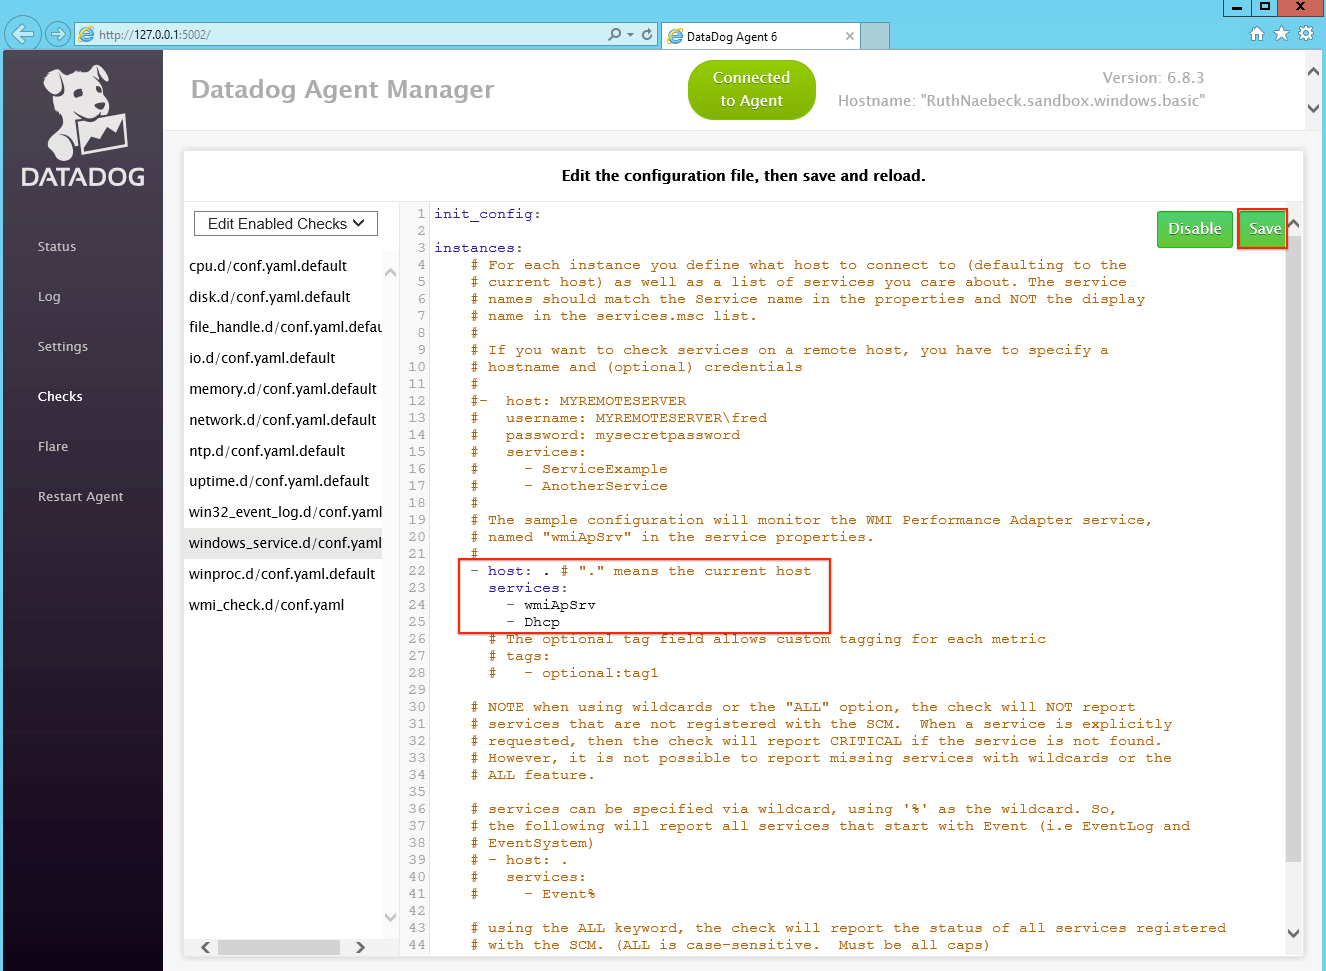 http://127.0.0.1:5002/
DataDog Agent 6
DATADOG
Datadog Agent Manager
Connected
to Agent
Version: 6.8.3
Hostname: "RuthNaebeck.sandbox.windows.basic"
Status
Log
Settings
Checks
Flare
Restart Agent
Edit the configuration file, then save and reload.
Edit Enabled Checks
cpu.d/conf.yaml.default
disk.d/conf.yaml.default
file_handle.d/conf.yaml.defau
io.d/conf.yaml.default
memory.d/conf.yaml.default
network.d/conf.yaml.default
ntp.d/conf.yaml.default
uptime.d/conf.yaml.default
win32_event_log.d/conf.yaml
windows_service.d/conf.yaml
winproc.d/conf.yaml.default
wmi_check.d/conf.yaml
Disable
Save
1 init_config:
2
3 instances:
4 # For each instance you define what host to connect to (defaulting to the
5 # current host) as well as a list of services you care about. The service
6 # names should match the Service name in the properties and NOT the display
7 # name in the services.msc list.
8 #
9 # If you want to check services on a remote host, you have to specify a
10 # hostname and (optional) credentials
11 #
12 #- host: MYREMOTESERVER
13 # username: MYREMOTESERVER\fred
14 # password: mysecretpassword
15 # services:
16 # - ServiceExample
17 # - AnotherService
18 #
19 # The sample configuration will monitor the WMI Performance Adapter service,
20 # named "wmiApSrv" in the service properties.
21 #
22 - host: . # "." means the current host
23 services:
24 - wmiApSrv
25 - Dhcp
26 # The optional tag field allows custom tagging for each metric
27 # tags:
28 # - optional:tag1
29
30 # NOTE when using wildcards or the "ALL" option, the check will NOT report
31 # services that are not registered with the SCM. When a service is explicitly
32 # requested, then the check will report CRITICAL if the service is not found.
33 # However, it is not possible to report missing services with wildcards or the
34 # ALL feature.
35
36 # services can be specified via wildcard, using '%' as the wildcard. So,
37 # the following will report all services that start with Event (i.e EventLog and
38 # EventSystem)
39 # - host: .
40 # services:
41 # - Event%
42
43 # using the ALL keyword, the check will report the status of all services registered
44 # with the SCM. (ALL is case-sensitive. Must be all caps)